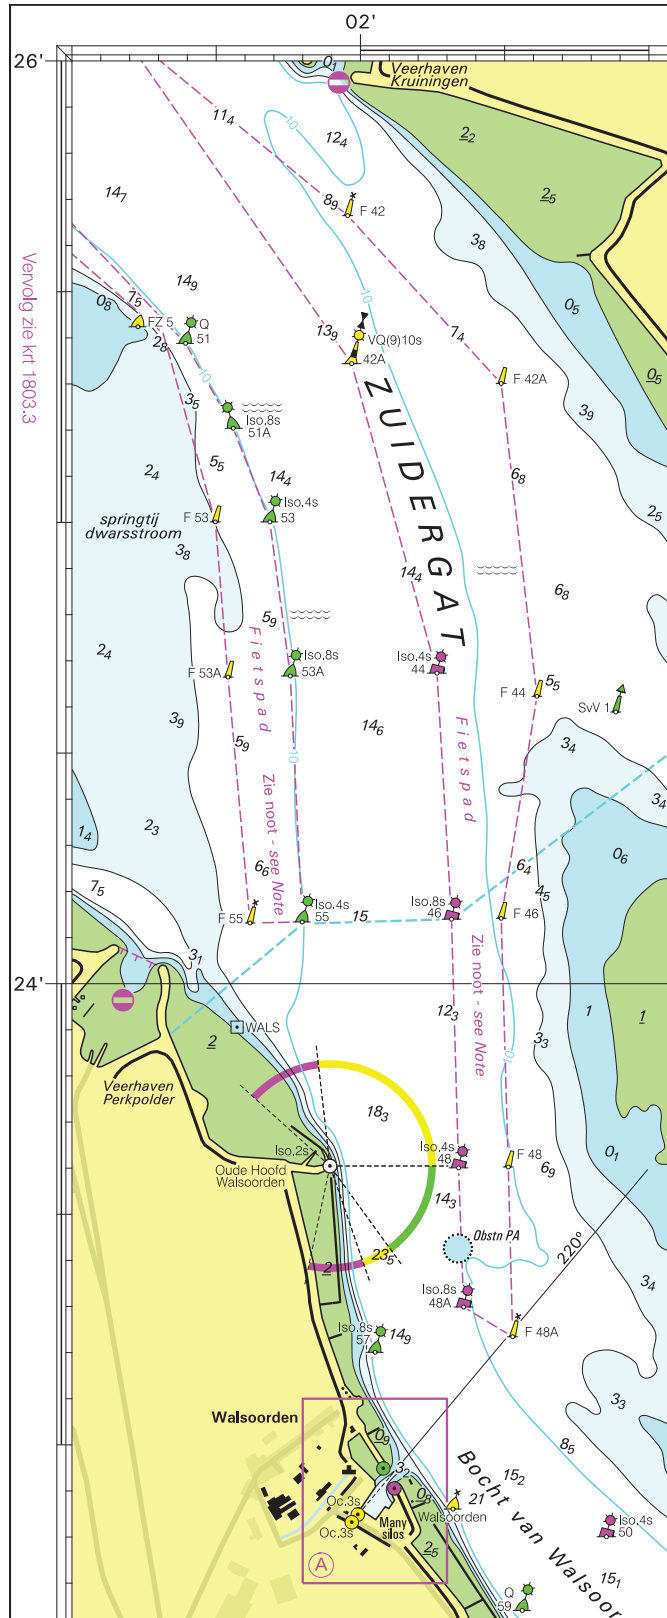 02'
26'
0₁
Veerhaven
Kruiningen
11₄
10
12₄
2₂
14₇
8₉
F 42
2₅
3₈
Vervolg zie krt 1803.3
14₉
10
0₅
0₈
7₅
FZ 5
Q
51
2₈
13₉
VQ(9)10s
42A
7₄
10
F 42A
0₅
3₅
Iso.8s
51A
3₉
ZUIDERGAT
5₅
14₄
6₈
2₄
Iso.4s
53
F 53
2₅
springtij
dwarsstroom
3₈
14₄
6₈
5₉
2₄
Iso.8s
53A
F 53A
Iso.4s
44
F 44
5₅
SvV 1
Fietspad
Fietspad
3₉
5₉
14₆
3₄
10
3₄
Zie noot - see Note
1₄
2₃
0₆
7₅
6₆
6₄
4₅
Iso.4s
55
F 55
15
Iso.8s
46
F 46
Zie noot - see Note
3₁
24'
12₃
1
1
3₃
10
WALS
2
Veerhaven
Perkpolder
18₃
Iso.2s
Oude Hoofd
Walsoorden
Iso.4s
48
F 48
6₉
0₁
14₃
Obstn PA
220°
23₅
2
3₄
Iso.8s
48A
F 48A
Iso.8s
57
14₉
3₃
Walsoorden
0₉
8₅
3₂
0₈
15₂
Bocht van Walsoor
Oc.3s
Oc.3s
Many
silos
21
Walsoorden
Iso.4s
50
2₅
A
15₁
Q
59